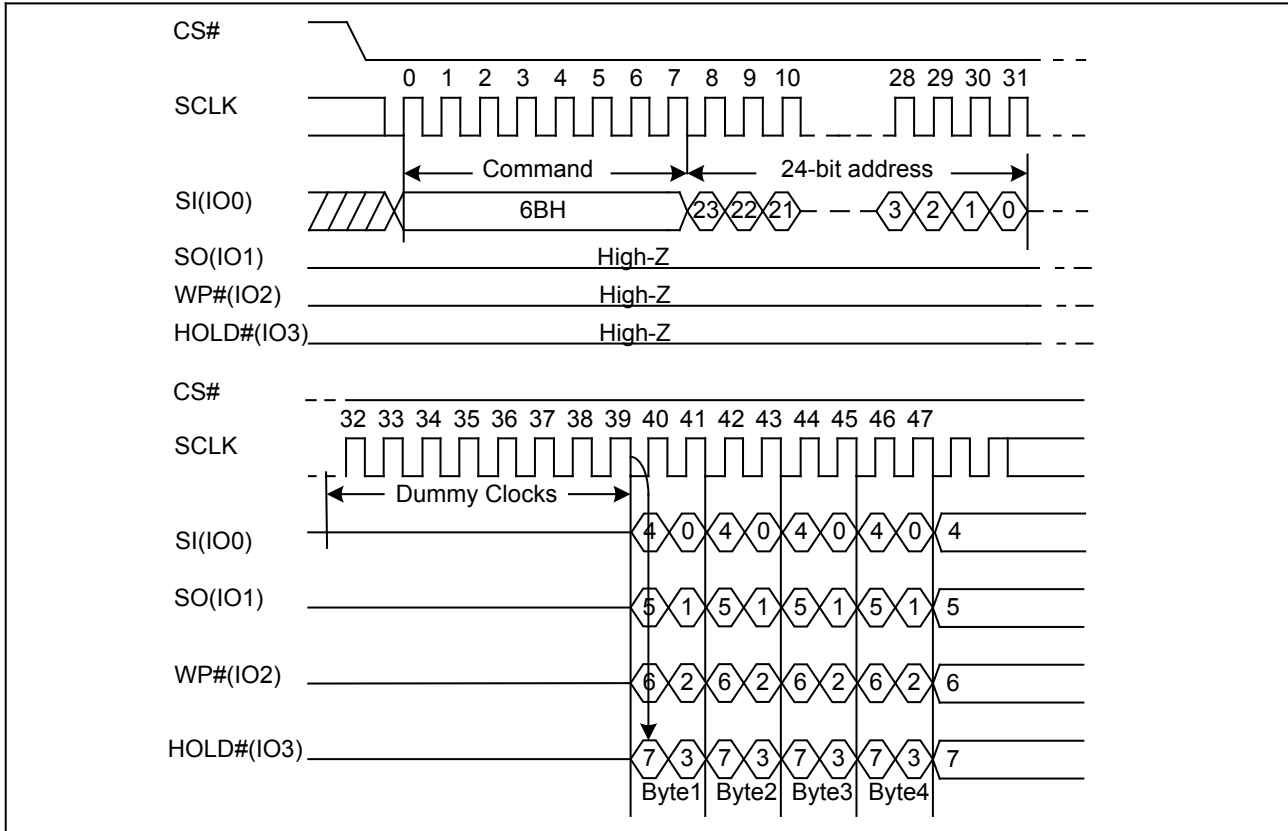 CS#
0 1 2 3 4 5 6 7 8 9 10 28 29 30 31
SCLK
Command 24-bit address
SI(IO0) 6BH 23 22 21 3 2 1 0
SO(IO1) High-Z
WP#(IO2) High-Z
HOLD#(IO3) High-Z
CS#
32 33 34 35 36 37 38 39 40 41 42 43 44 45 46 47
SCLK
Dummy Clocks
SI(IO0) 4 0 4 0 4 0 4 0 4
SO(IO1) 5 1 5 1 5 1 5 1 5
WP#(IO2) 6 2 6 2 6 2 6 2 6
HOLD#(IO3) 7 3 7 3 7 3 7 3 7
Byte1 Byte2 Byte3 Byte4